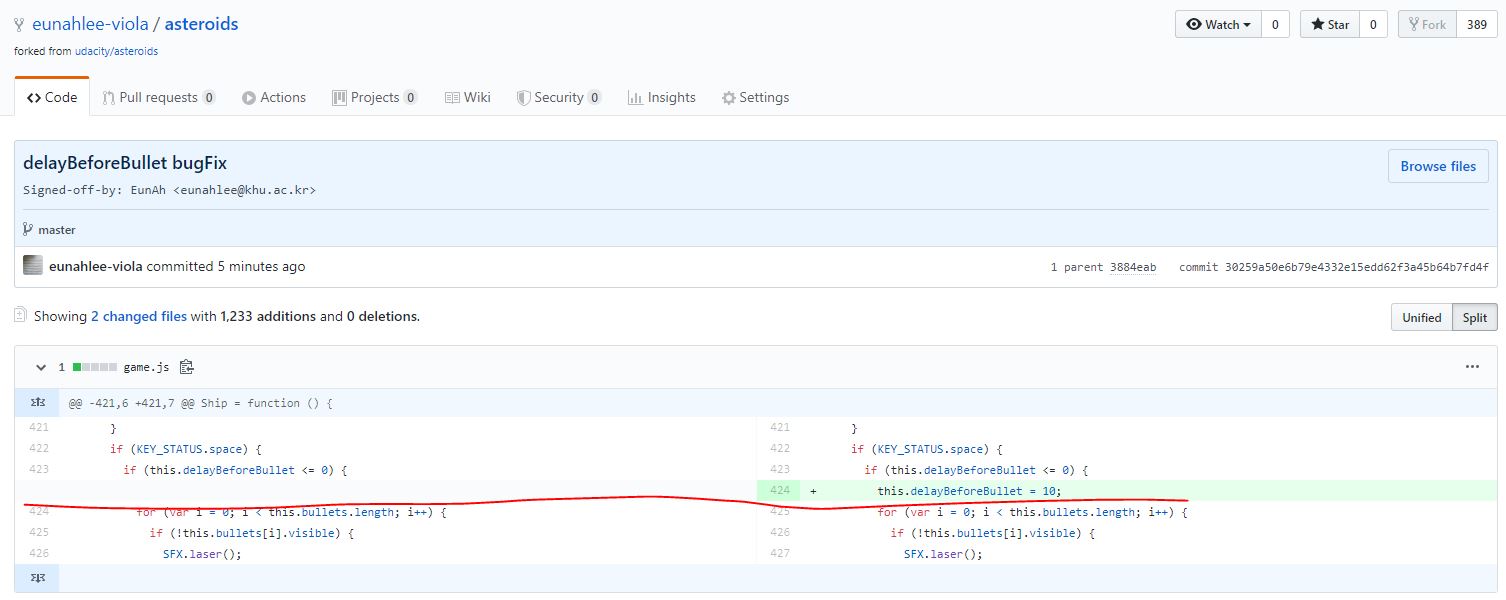 eunahlee-viola / asteroids
Watch 0 Star 0 Fork 389
forked from udacity/asteroids
Code Pull requests 0 Actions Projects 0 Wiki Security 0 Insights Settings
delayBeforeBullet bugFix
Browse files
Signed-off-by: EunAh <eunahlee@khu.ac.kr>
master
eunahlee-viola committed 5 minutes ago 1 parent 3884eab commit 30259a50e6b79e4332e15edd62f3a45b64b7fd4f
Showing 2 changed files with 1,233 additions and 0 deletions.
Unified Split
1 game.js
@@ -421,6 +421,7 @@ Ship = function () {
421 } 421 }
422 if (KEY_STATUS.space) { 422 if (KEY_STATUS.space) {
423 if (this.delayBeforeBullet <= 0) { 423 if (this.delayBeforeBullet <= 0) {
424 + this.delayBeforeBullet = 10;
424 for (var i = 0; i < this.bullets.length; i++) { 425 for (var i = 0; i < this.bullets.length; i++) {
425 if (!this.bullets[i].visible) { 426 if (!this.bullets[i].visible) {
426 SFX.laser(); 427 SFX.laser();